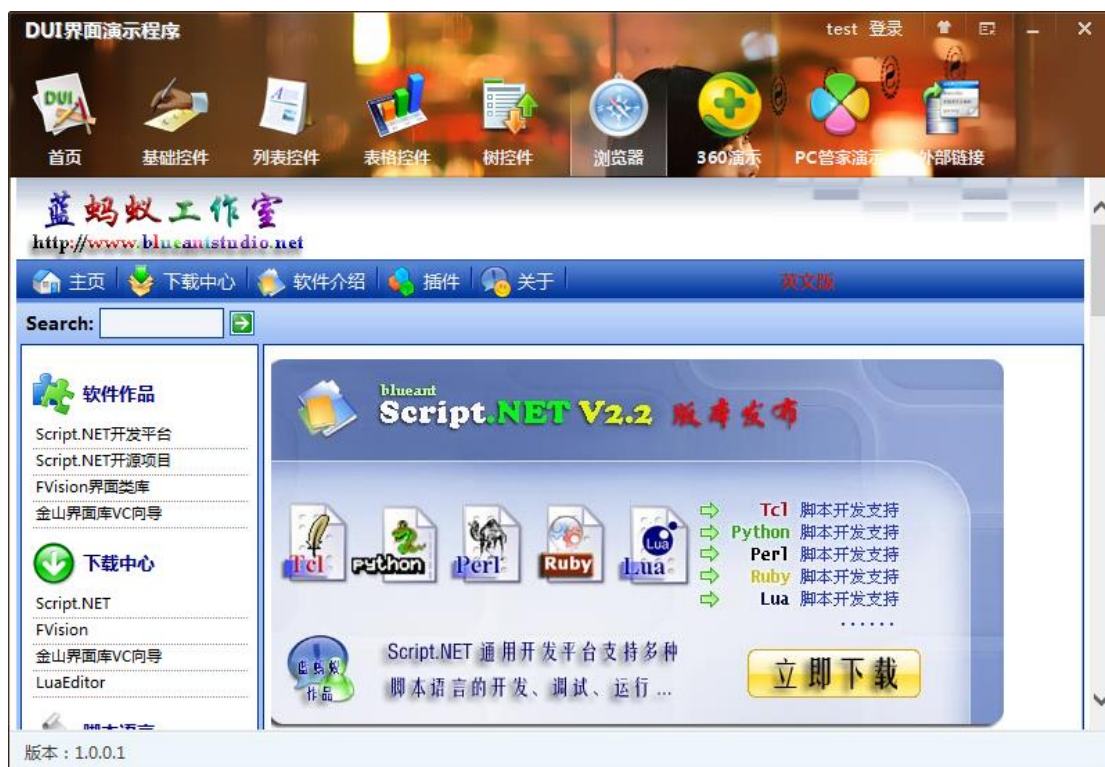 DUI界面演示程序
test 登录
DUI
首页 基础控件 列表控件 表格控件 树控件 浏览器 360演示 PC管家演示 外部链接
蓝蚂蚁工作室
http://www.blueantstudio.net
主页 下载中心 软件介绍 插件 关于 英文版
Search:
软件作品
Script.NET开发平台
Script.NET开源项目
FVision界面类库
金山界面库VC向导
下载中心
Script.NET
FVision
金山界面库VC向导
LuaEditor
脚本语言
blueant
Script.NET V2.2 版本发布
Tcl Python Perl Ruby Lua
Tcl 脚本开发支持
Python 脚本开发支持
Perl 脚本开发支持
Ruby 脚本开发支持
Lua 脚本开发支持
······
蓝蚂蚁
作品
Script.NET 通用开发平台支持多种
脚本语言的开发、调试、运行 ...
立即下载
版本：1.0.0.1